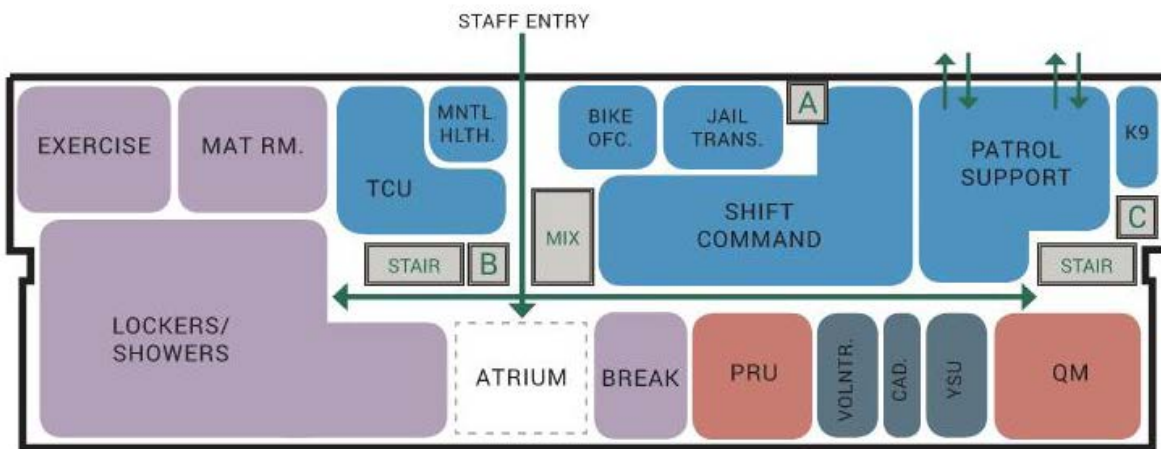 STAFF ENTRY
EXERCISE
MAT RM.
TCU
MNTL.
HLTH.
BIKE
OFC.
JAIL
TRANS.
A
SHIFT
COMMAND
PATROL
SUPPORT
K9
C
STAIR
B
MIX
STAIR
LOCKERS/
SHOWERS
ATRIUM
BREAK
PRU
VOLNTR.
CAD.
YSU
QM